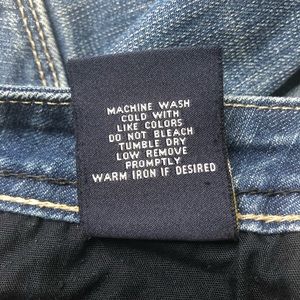 MACHINE WASH
COLD WITH
LIKE COLORS
DO NOT BLEACH
TUMBLE DRY
LOW REMOVE
PROMPTLY
WARM IRON IF DESIRED